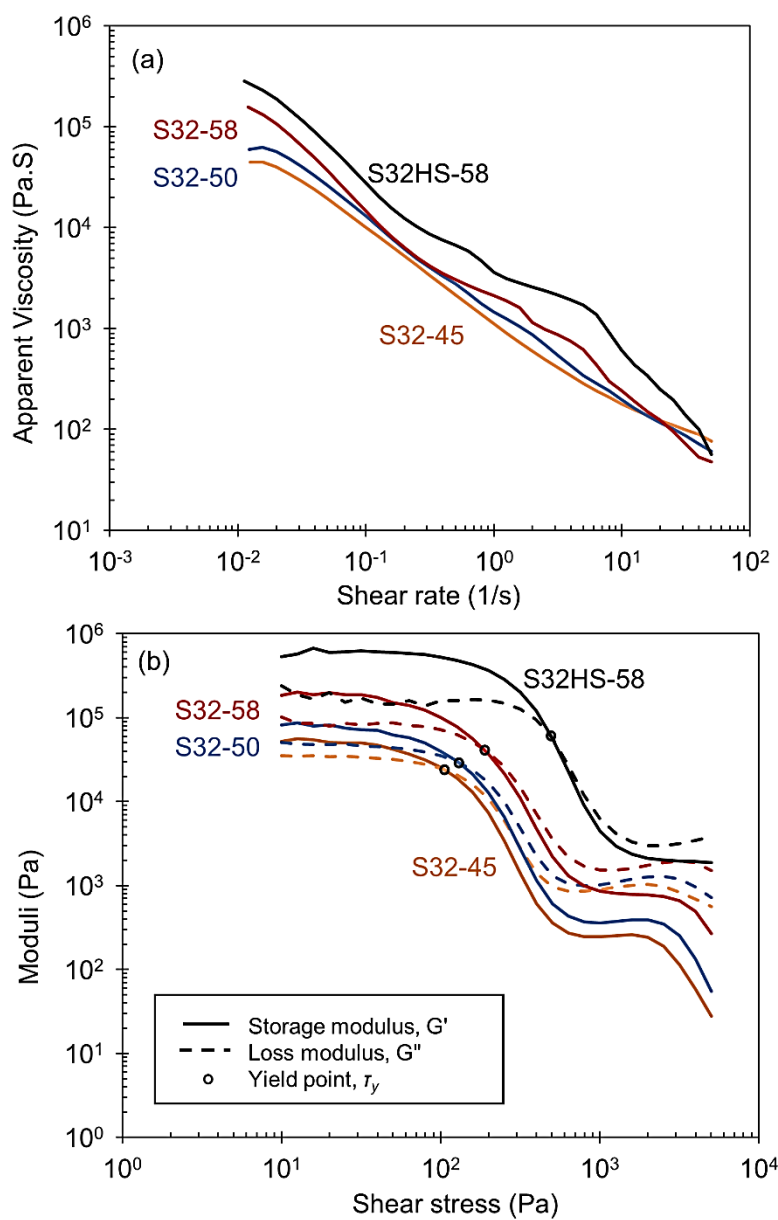 (a)
Apparent Viscosity (Pa.S)
10⁶
10⁵
10⁴
10³
10²
10¹
S32-58
S32-50
S32HS-58
S32-45
10⁻³ 10⁻² 10⁻¹ 10⁰ 10¹ 10²
Shear rate (1/s)
(b)
Moduli (Pa)
10⁶
10⁵
10⁴
10³
10²
10¹
10⁰
S32HS-58
S32-58
S32-50
S32-45
Storage modulus, G'
Loss modulus, G"
Yield point, τy
10⁰ 10¹ 10² 10³ 10⁴
Shear stress (Pa)